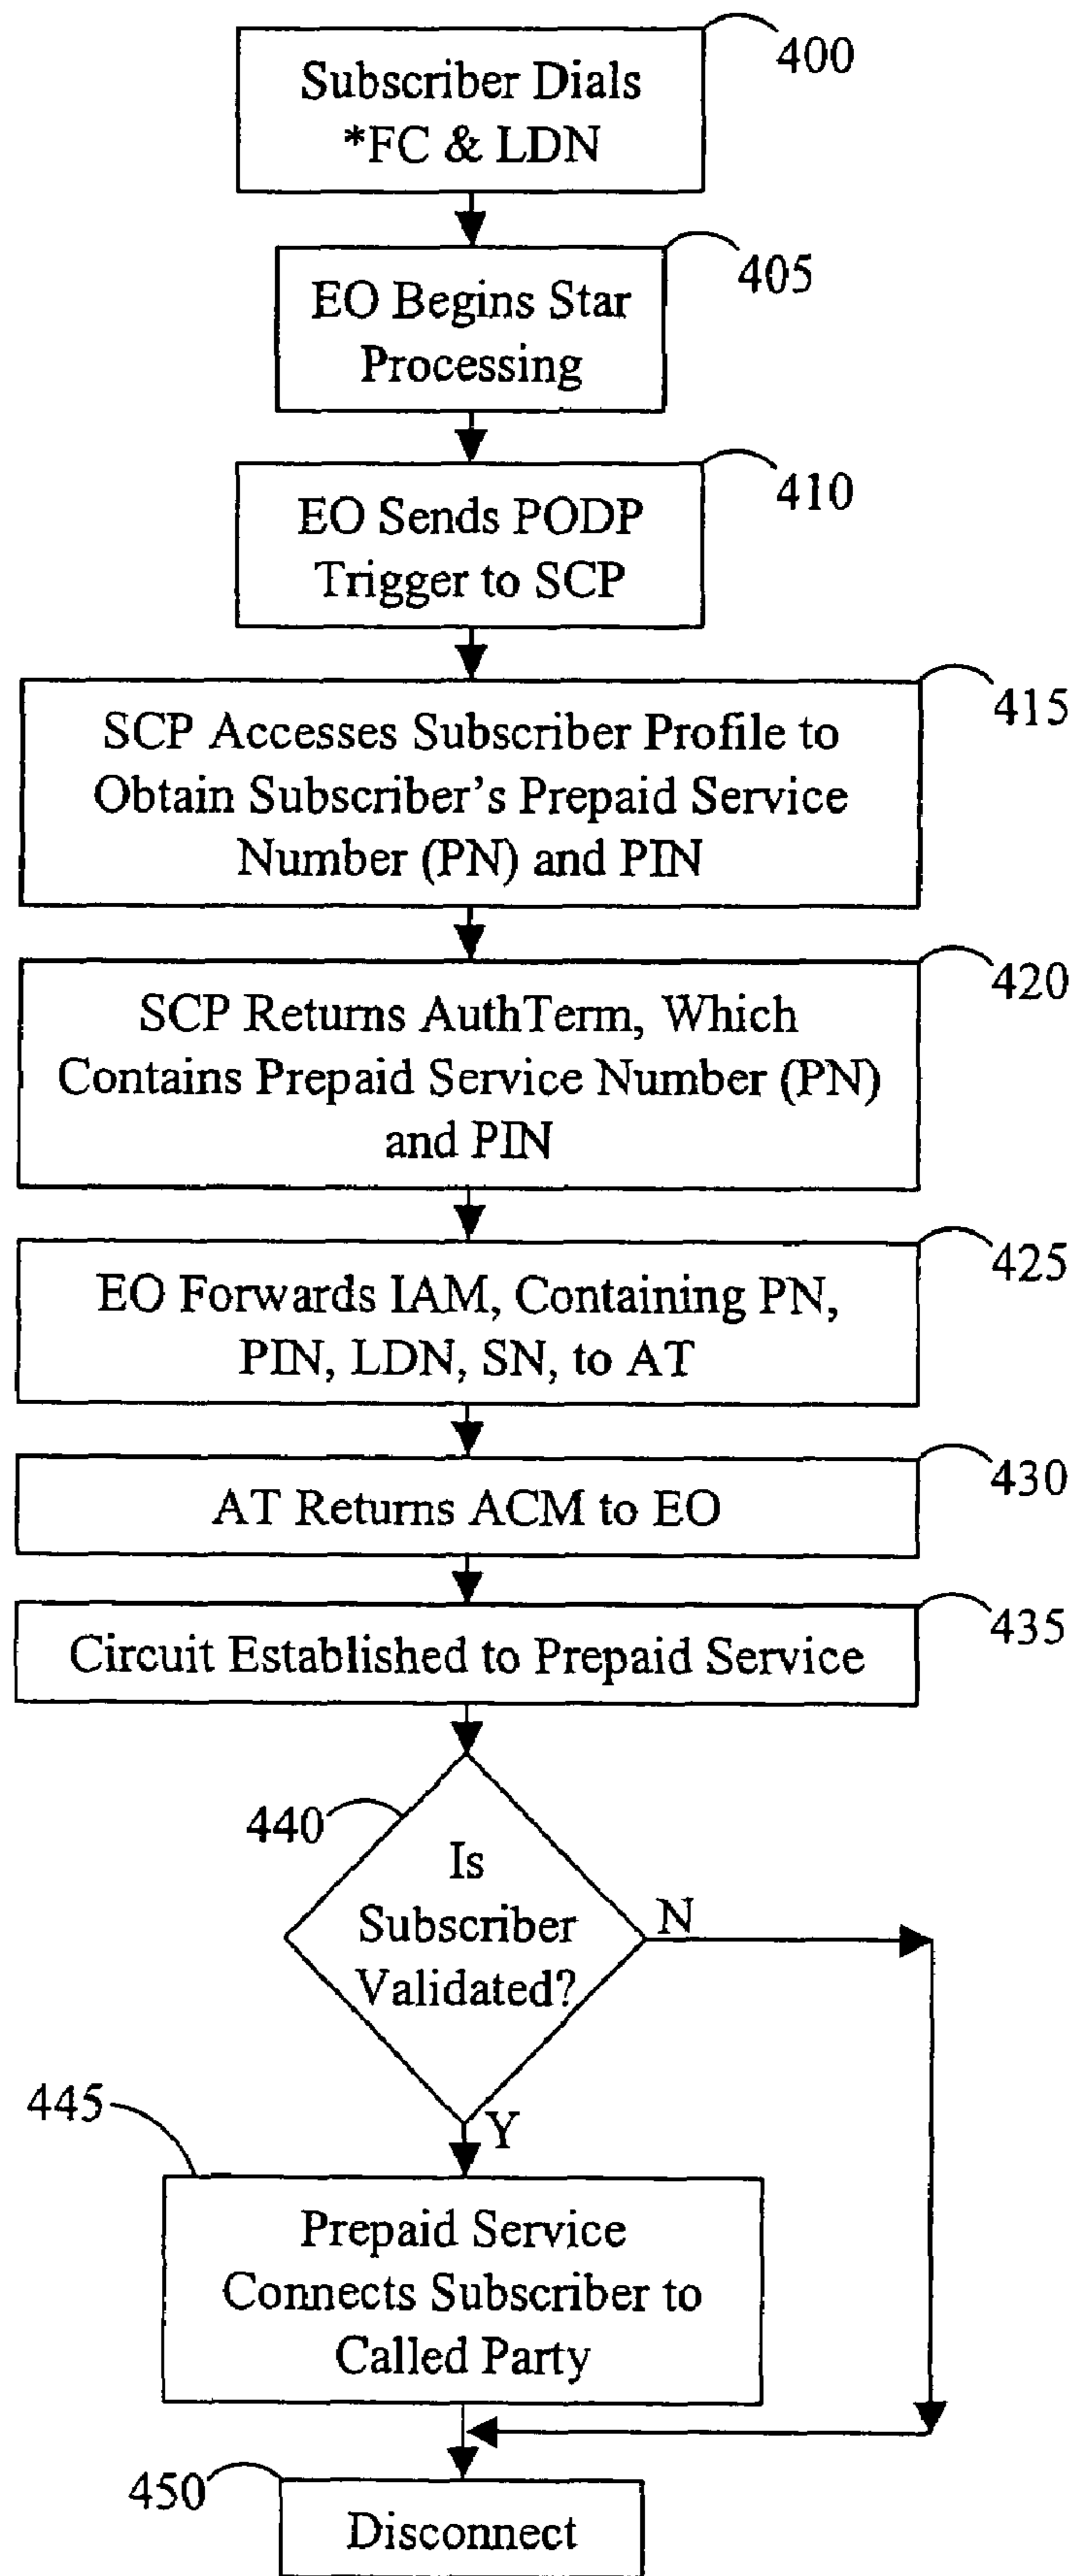 400
Subscriber Dials
*FC & LDN
405
EO Begins Star
Processing
410
EO Sends PODP
Trigger to SCP
415
SCP Accesses Subscriber Profile to
Obtain Subscriber's Prepaid Service
Number (PN) and PIN
420
SCP Returns AuthTerm, Which
Contains Prepaid Service Number (PN)
and PIN
425
EO Forwards IAM, Containing PN,
PIN, LDN, SN, to AT
430
AT Returns ACM to EO
435
Circuit Established to Prepaid Service
440
Is
Subscriber
Validated?
N
Y
445
Prepaid Service
Connects Subscriber to
Called Party
450
Disconnect